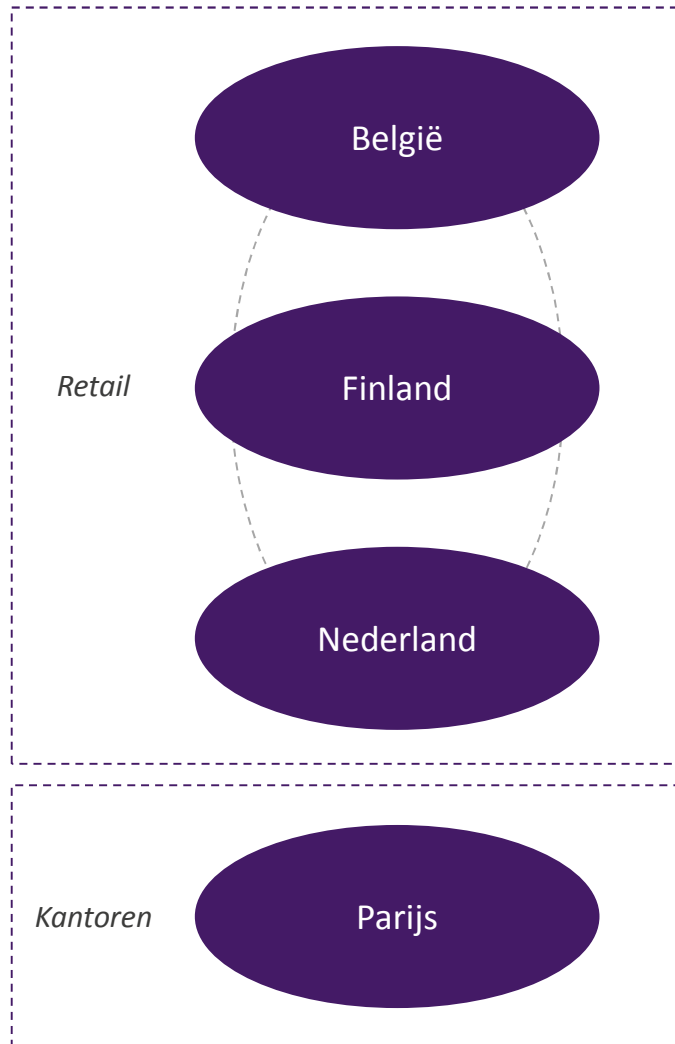 België
Retail
Finland
Nederland
Kantoren
Parijs